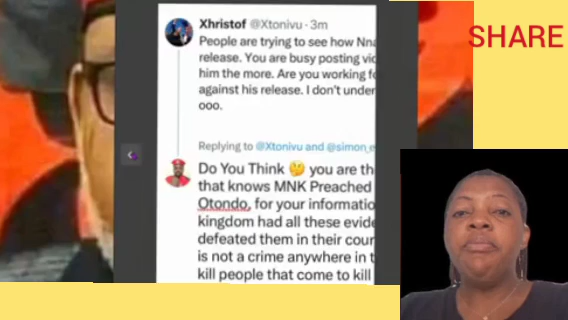 SHARE
Xhristof @Xtonivu · 3m
People are trying to see how Nna
release. You are busy posting vid
him the more. Are you working fo
against his release. I don't under
ooo.
Replying to @Xtonivu and @simon_e
Do You Think 🤔 you are th
that knows MNK Preached
Otondo, for your informatio
kingdom had all these evide
defeated them in their cour
is not a crime anywhere in t
kill people that come to kill